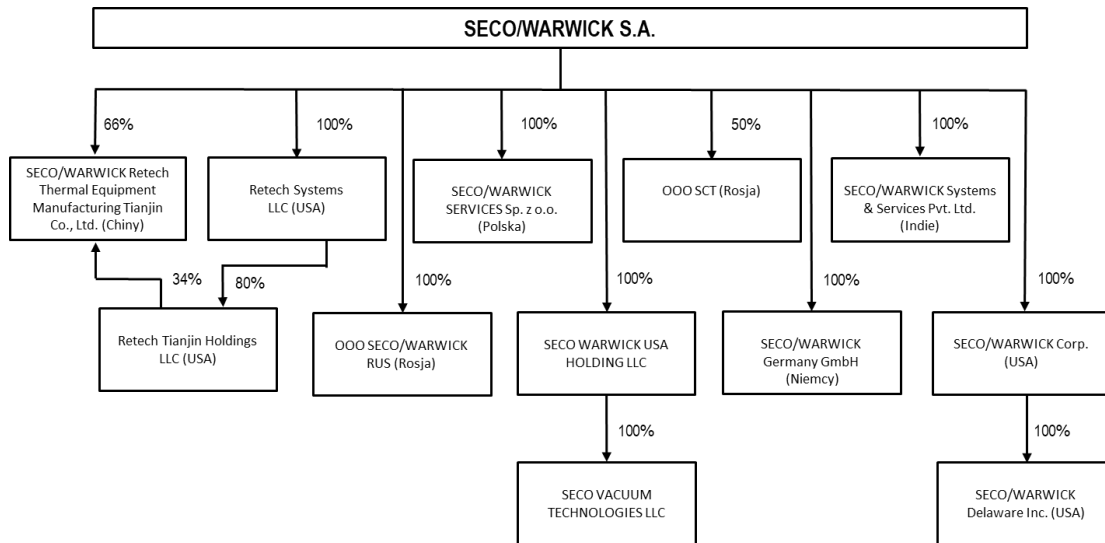 SECO/WARWICK S.A.
66%
100%
100%
50%
100%
SECO/WARWICK Retech
Thermal Equipment
Manufacturing Tianjin
Co., Ltd. (Chiny)
Retech Systems
LLC (USA)
SECO/WARWICK
SERVICES Sp. z o.o.
(Polska)
OOO SCT (Rosja)
SECO/WARWICK Systems
& Services Pvt. Ltd.
(Indie)
34%
80%
100%
100%
100%
100%
Retech Tianjin Holdings
LLC (USA)
OOO SECO/WARWICK
RUS (Rosja)
SECO WARWICK USA
HOLDING LLC
SECO/WARWICK
Germany GmbH
(Niemcy)
SECO/WARWICK Corp.
(USA)
100%
100%
SECO VACUUM
TECHNOLOGIES LLC
SECO/WARWICK
Delaware Inc. (USA)